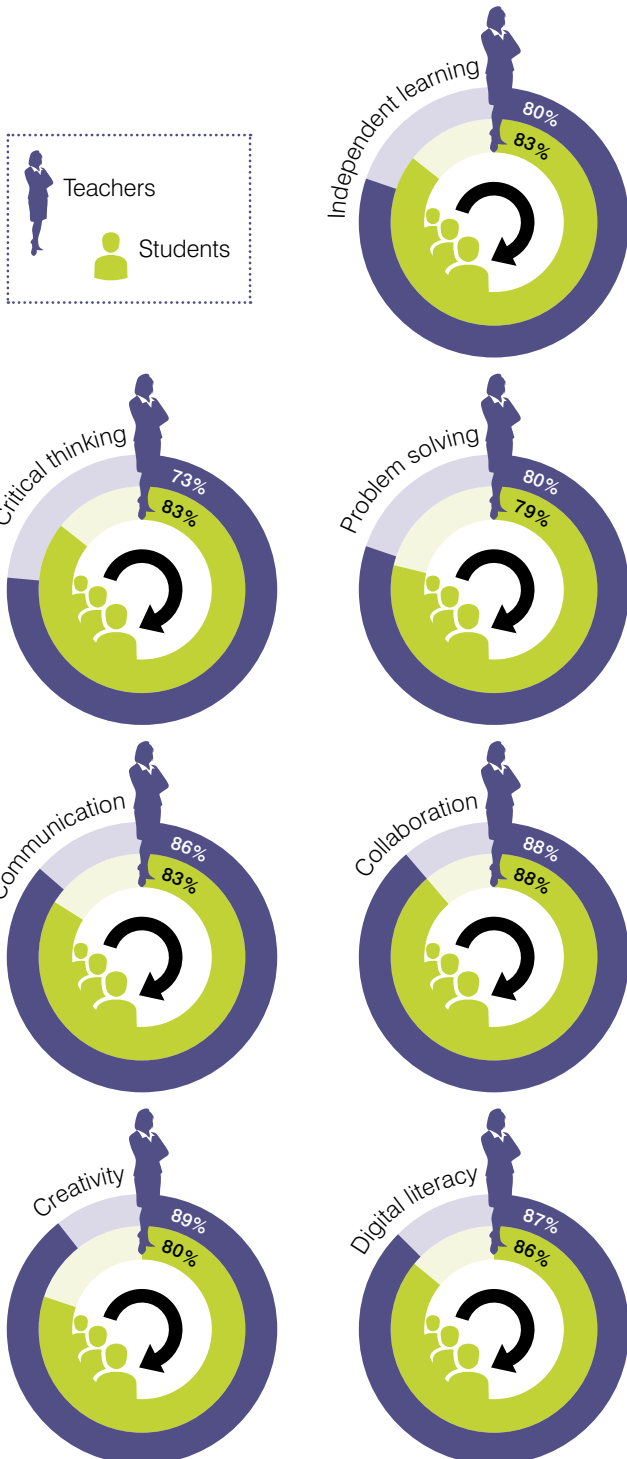 Teachers
Students
Independent learning
80%
83%
Critical thinking
73%
83%
Problem solving
80%
79%
Communication
86%
83%
Collaboration
88%
88%
Creativity
89%
80%
Digital literacy
87%
86%